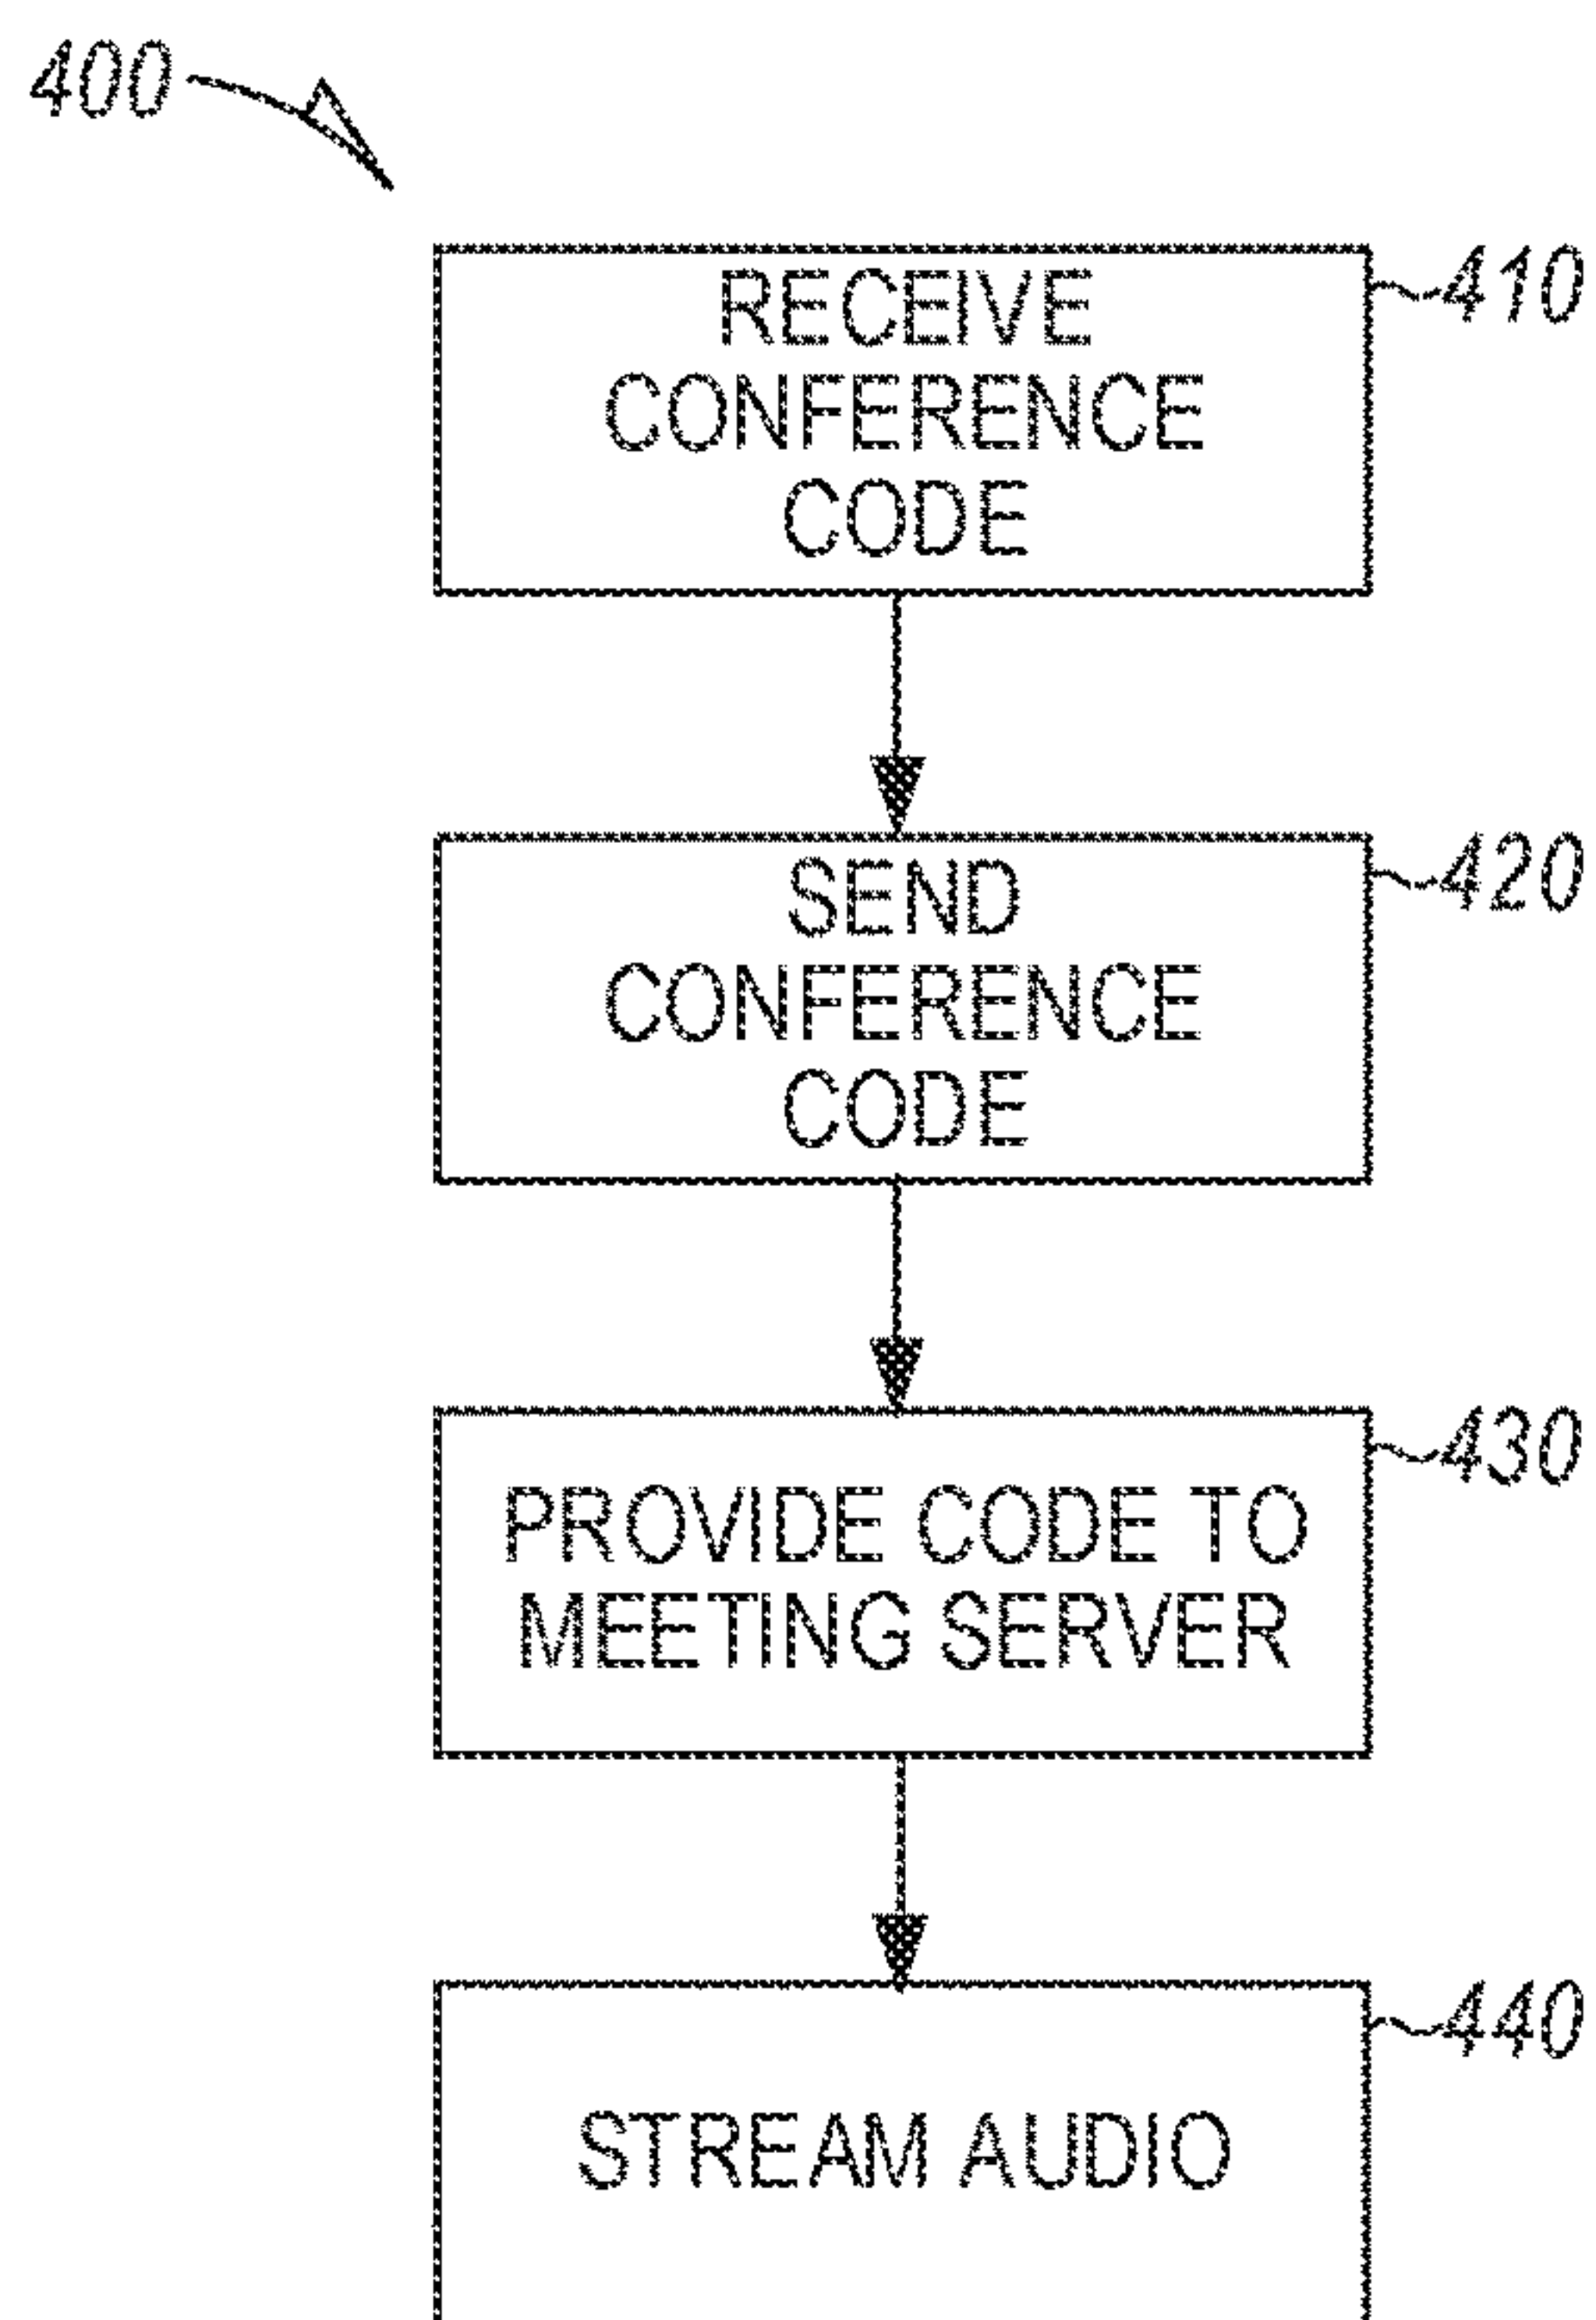 400
RECEIVE
CONFERENCE
CODE
410
SEND
CONFERENCE
CODE
420
PROVIDE CODE TO
MEETING SERVER
430
STREAM AUDIO
440